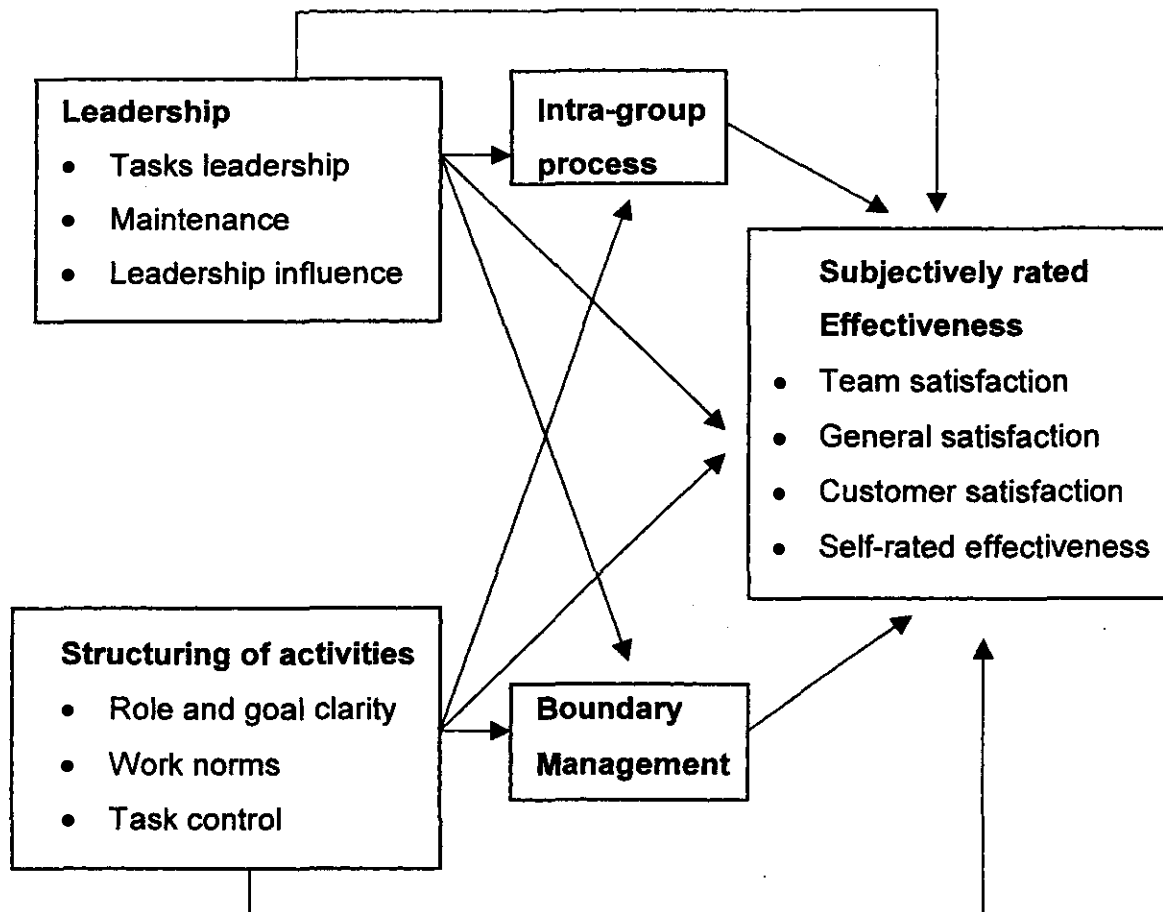 Leadership
• Tasks leadership
• Maintenance
• Leadership influence
Intra-group
process
Subjectively rated
Effectiveness
• Team satisfaction
• General satisfaction
• Customer satisfaction
• Self-rated effectiveness
Structuring of activities
• Role and goal clarity
• Work norms
• Task control
Boundary
Management